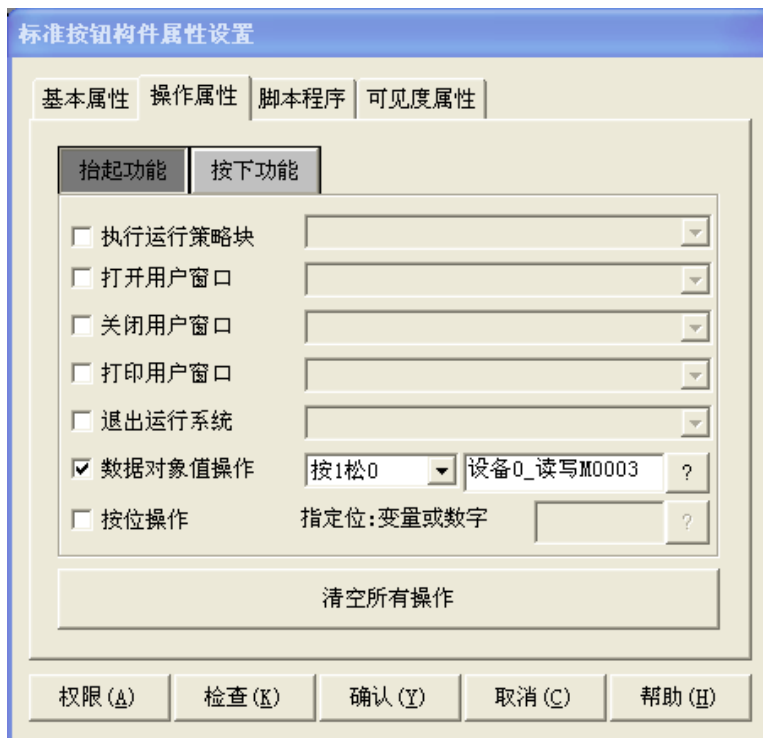 标准按钮构件属性设置
基本属性 操作属性 脚本程序 可见度属性
抬起功能 按下功能
执行运行策略块
打开用户窗口
关闭用户窗口
打印用户窗口
退出运行系统
数据对象值操作 按1松0 设备0_读写M0003 ?
按位操作 指定位:变量或数字 ?
清空所有操作
权限(A) 检查(K) 确认(Y) 取消(C) 帮助(H)